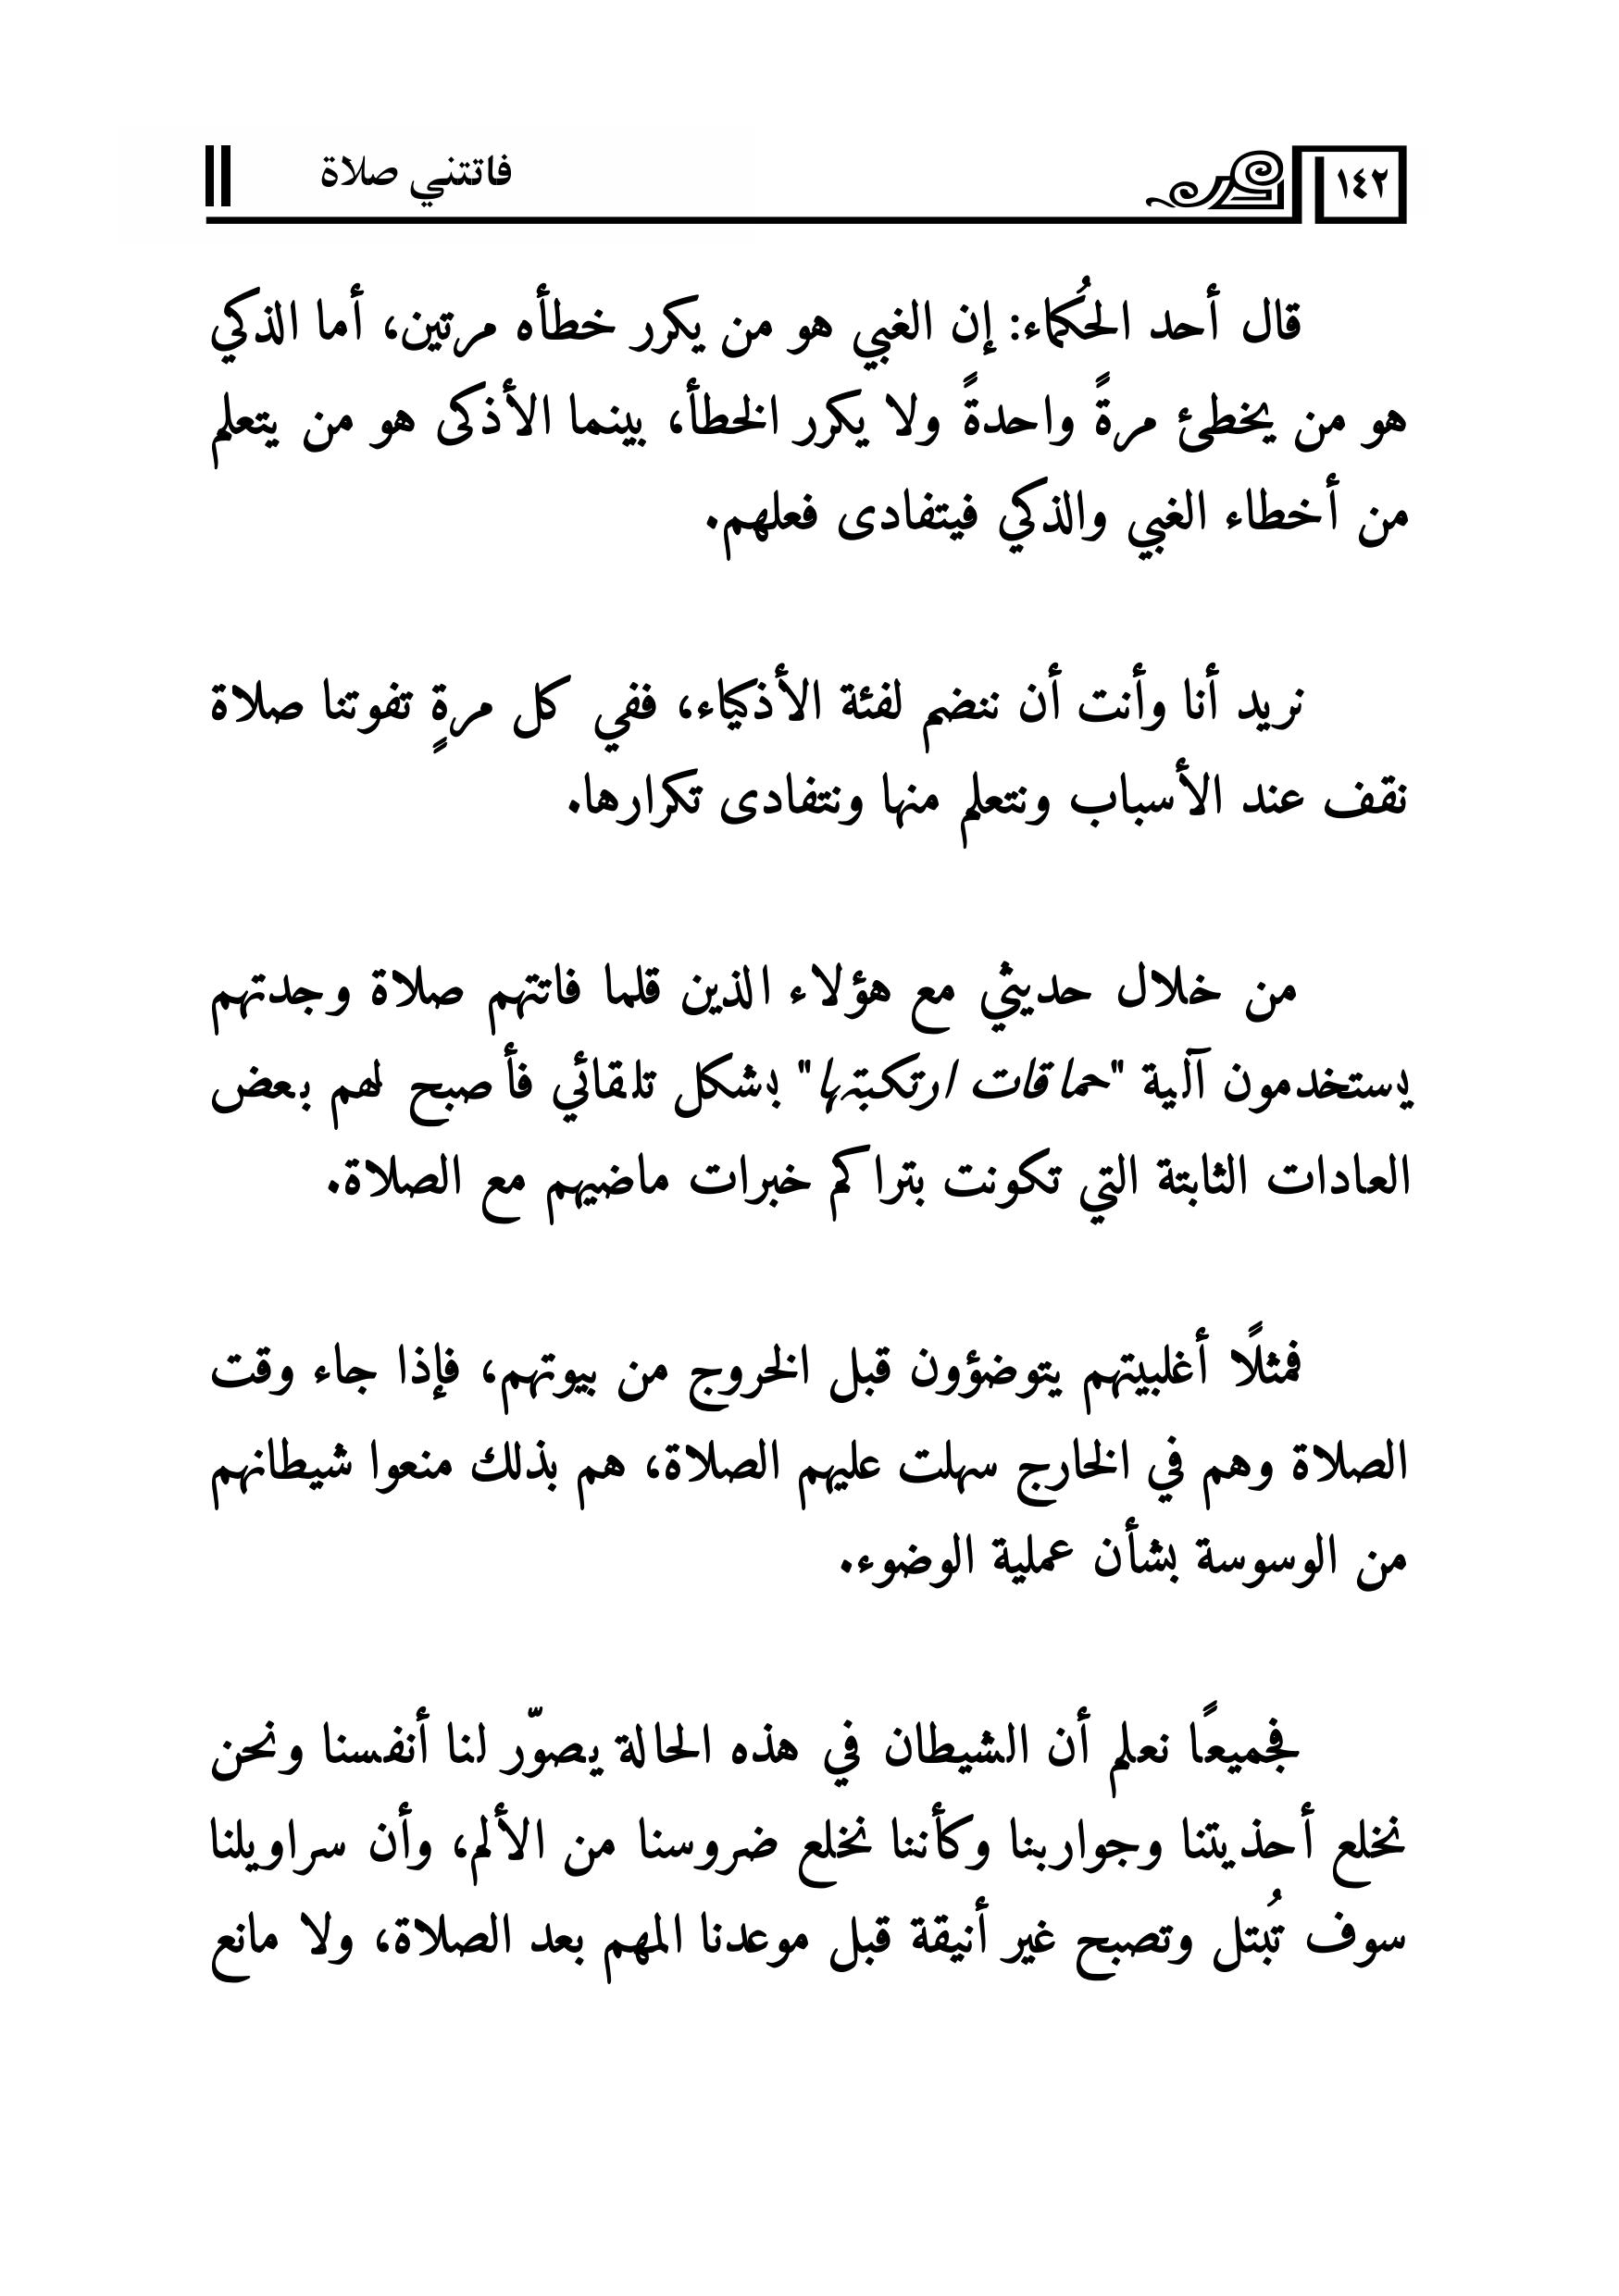 ١٤٢
فاتتني صلاة
قال أحد الحُكماء: إن الغبي هو من يكرر خطأه مرتين، أما الذكي
هو من يخطئ مرةً واحدةً ولا يكرر الخطأ، بينما الأذكى هو من يتعلم
من أخطاء الغبي والذكي فيتفادى فعلهم.
نريد أنا وأنت أن ننضم لفئة الأذكياء، ففي كل مرةٍ تفوتنا صلاة
نقف عند الأسباب ونتعلم منها ونتفادى تكرارها.
من خلال حديثي مع هؤلاء الذين قلما فاتتهم صلاة وجدتهم
يستخدمون آلية "حماقات ارتكبتها" بشكل تلقائي فأصبح لهم بعض
العادات الثابتة التي تكونت بتراكم خبرات ماضيهم مع الصلاة.
فمثلًا أغلبيتهم يتوضؤون قبل الخروج من بيوتهم، فإذا جاء وقت
الصلاة وهم في الخارج سهلت عليهم الصلاة، هم بذلك منعوا شيطانهم
من الوسوسة بشأن عملية الوضوء.
فجميعًا نعلم أن الشيطان في هذه الحالة يصوّر لنا أنفسنا ونحن
نخلع أحذيتنا وجواربنا وكأننا نخلع ضروسنا من الألم، وأن سراويلنا
سوف تُبتل وتصبح غير أنيقة قبل موعدنا المهم بعد الصلاة، ولا مانع